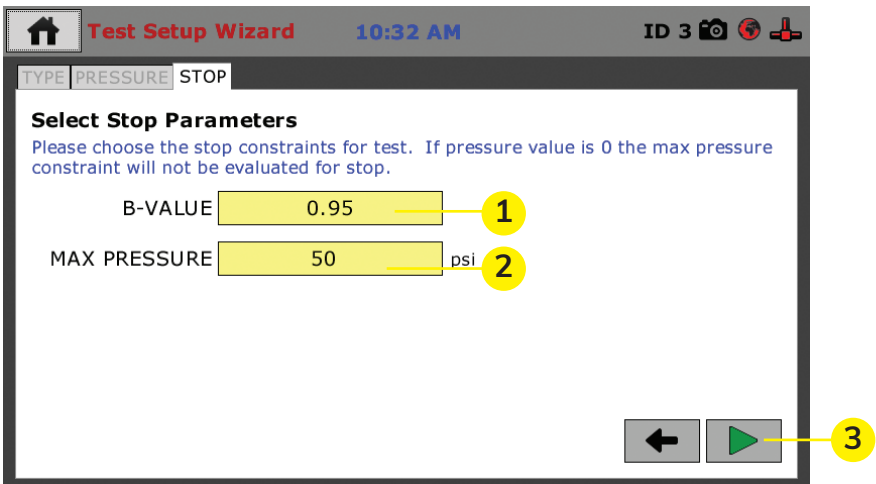 Test Setup Wizard 10:32 AM ID 3
TYPE PRESSURE STOP
Select Stop Parameters
Please choose the stop constraints for test. If pressure value is 0 the max pressure
constraint will not be evaluated for stop.
B-VALUE 0.95 1
MAX PRESSURE 50 psi 2
3